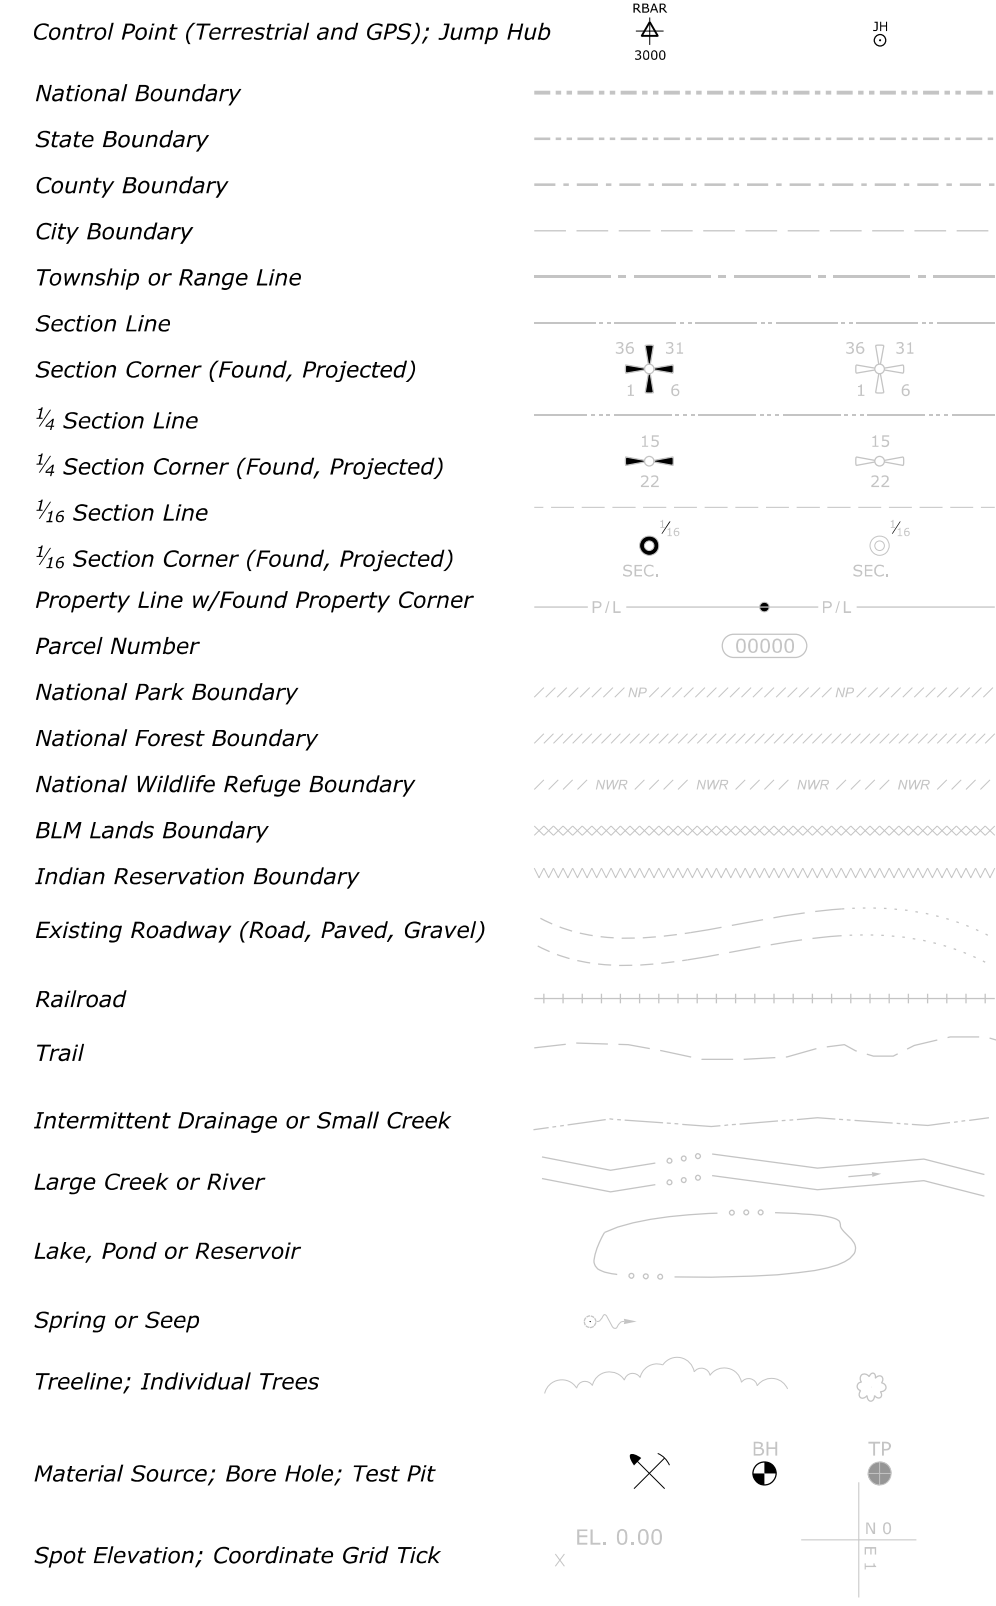 RBAR
Control Point (Terrestrial and GPS); Jump Hub
JH
3000
National Boundary
State Boundary
County Boundary
City Boundary
Township or Range Line
Section Line
36 31 36 31
Section Corner (Found, Projected)
1 6 1 6
1/4 Section Line
15 15
1/4 Section Corner (Found, Projected)
22 22
1/16 Section Line
1/16 1/16
1/16 Section Corner (Found, Projected)
SEC. SEC.
Property Line w/Found Property Corner P/L P/L
Parcel Number 00000
National Park Boundary NP NP
National Forest Boundary
National Wildlife Refuge Boundary NWR NWR NWR NWR
BLM Lands Boundary
Indian Reservation Boundary
Existing Roadway (Road, Paved, Gravel)
Railroad
Trail
Intermittent Drainage or Small Creek
Large Creek or River
Lake, Pond or Reservoir
Spring or Seep
Treeline; Individual Trees
BH TP
Material Source; Bore Hole; Test Pit
N 0
EL. 0.00
E 1
Spot Elevation; Coordinate Grid Tick
X